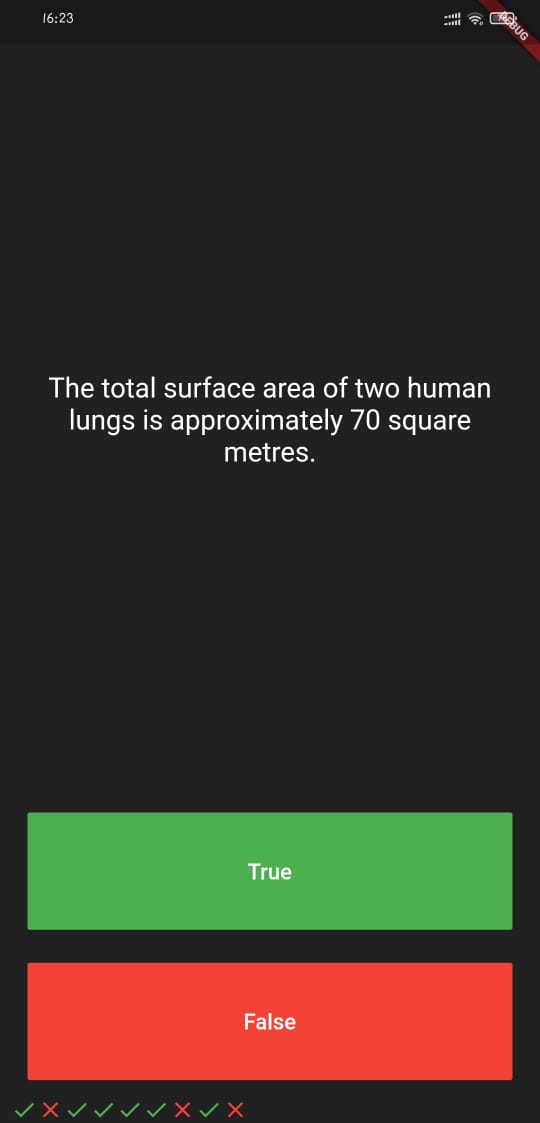 16:23
DEBUG
The total surface area of two human
lungs is approximately 70 square
metres.
True
False